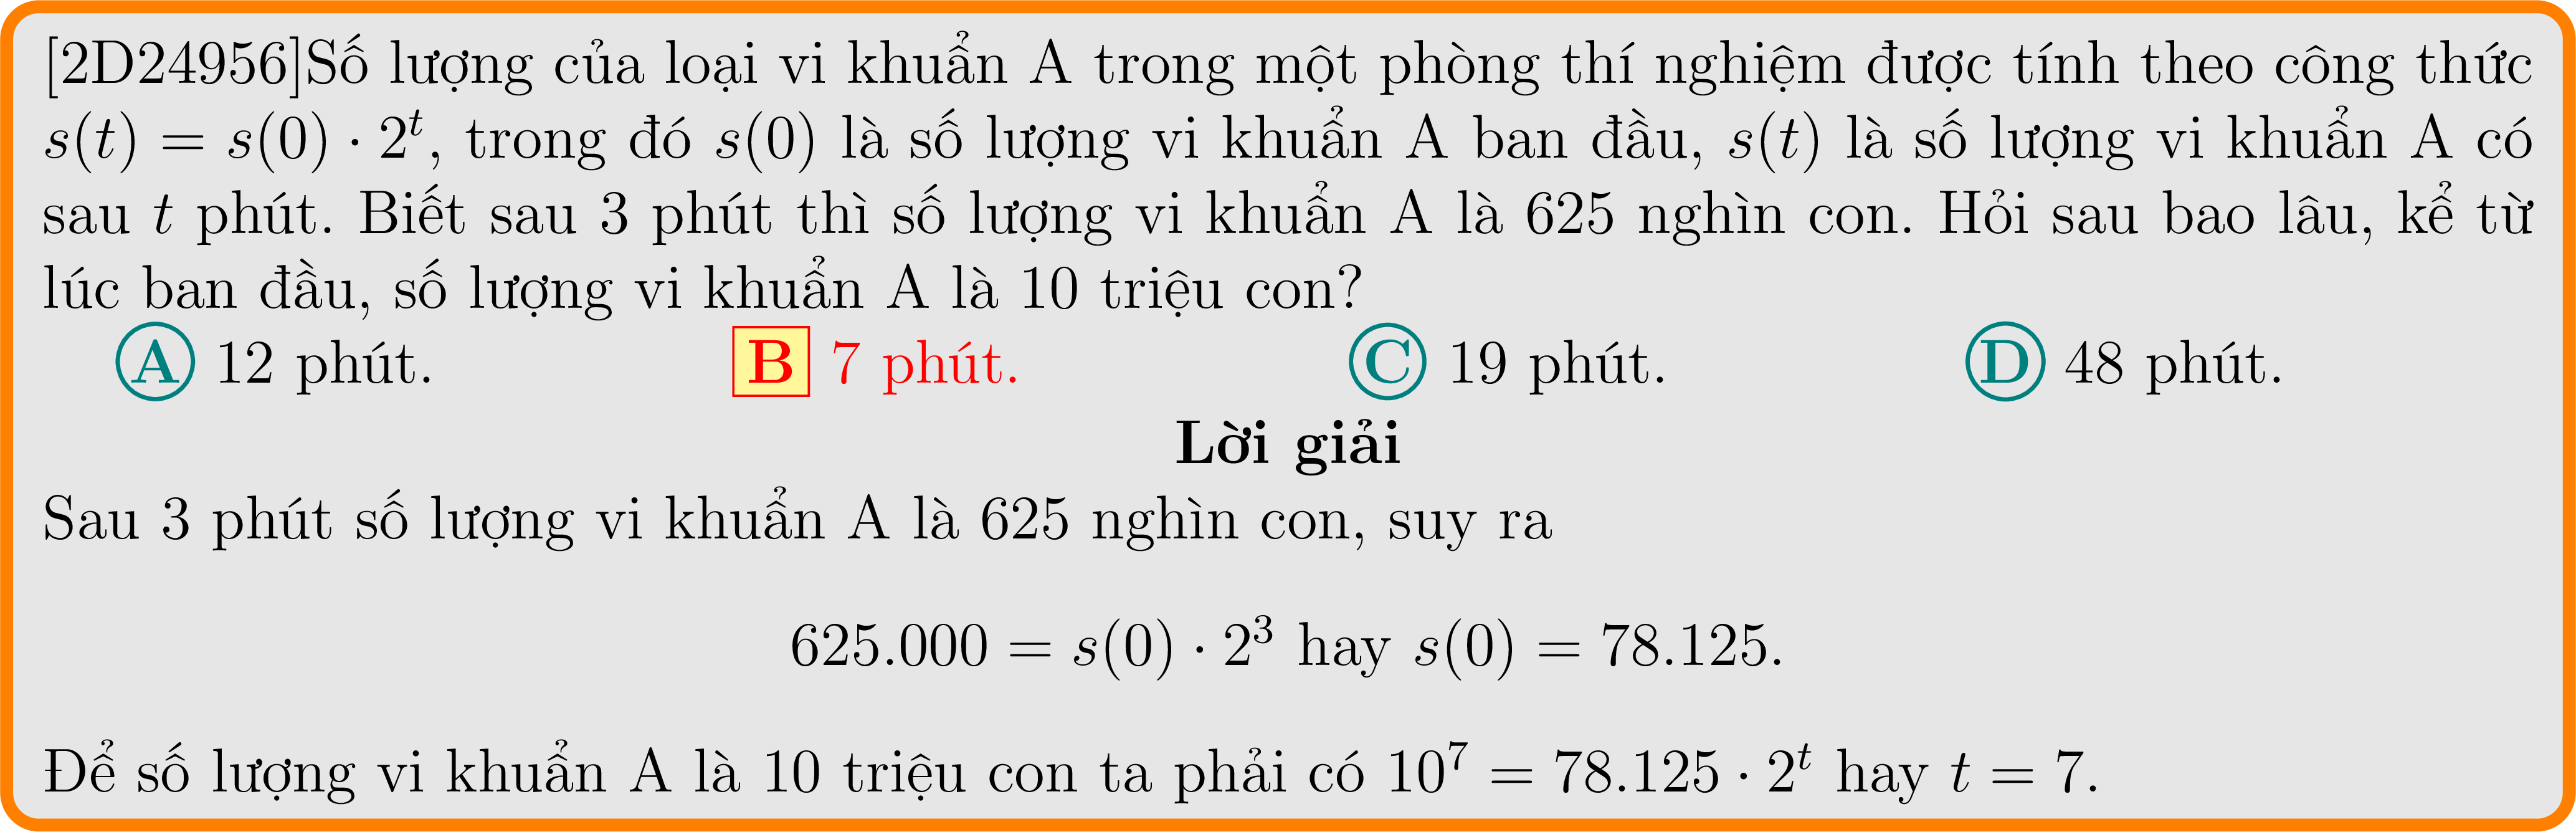 [2D24956]Số lượng của loại vi khuẩn A trong một phòng thí nghiệm được tính theo công thức
s(t) = s(0) · 2^t, trong đó s(0) là số lượng vi khuẩn A ban đầu, s(t) là số lượng vi khuẩn A có
sau t phút. Biết sau 3 phút thì số lượng vi khuẩn A là 625 nghìn con. Hỏi sau bao lâu, kể từ
lúc ban đầu, số lượng vi khuẩn A là 10 triệu con?
A 12 phút. B 7 phút. C 19 phút. D 48 phút.
Lời giải
Sau 3 phút số lượng vi khuẩn A là 625 nghìn con, suy ra
625.000 = s(0) · 2^3 hay s(0) = 78.125.
Để số lượng vi khuẩn A là 10 triệu con ta phải có 10^7 = 78.125 · 2^t hay t = 7.